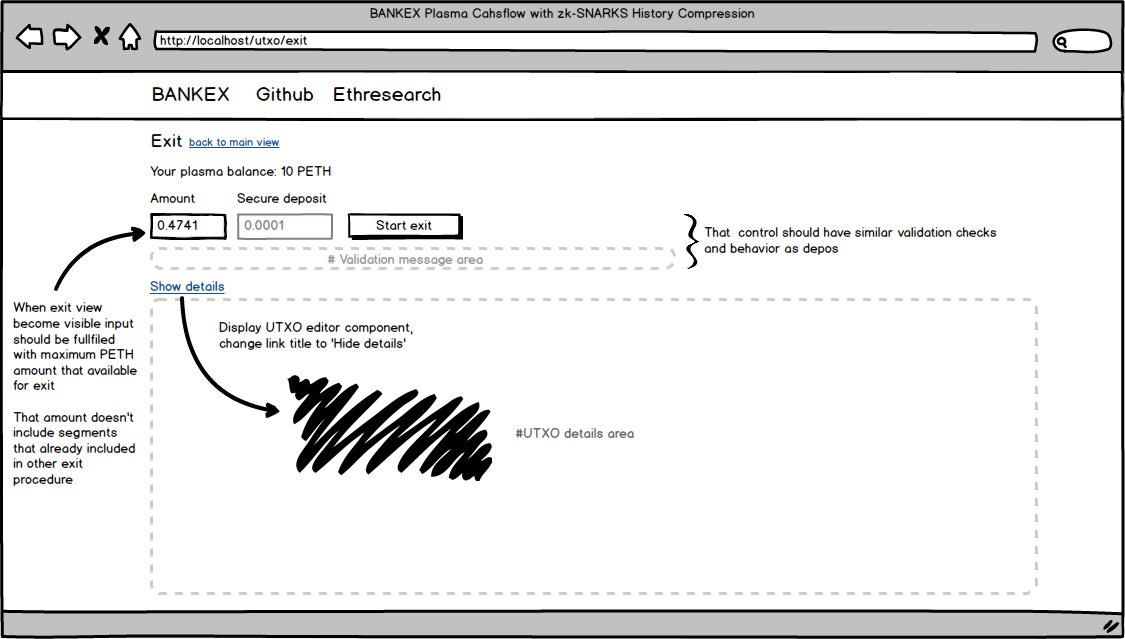 BANKEX Plasma Cahsflow with zk-SNARKS History Compression
http://localhost/utxo/exit
BANKEX Github Ethresearch
Exit back to main view
Your plasma balance: 10 PETH
Amount Secure deposit
0.4741 0.0001 Start exit
That control should have similar validation checks
and behavior as depos
# Validation message area
Show details
When exit view
become visible input
should be fullfiled
with maximum PETH
amount that available
for exit
That amount doesn't
include segments
that already included
in other exit
procedure
Display UTXO editor component,
change link title to 'Hide details'
#UTXO details area